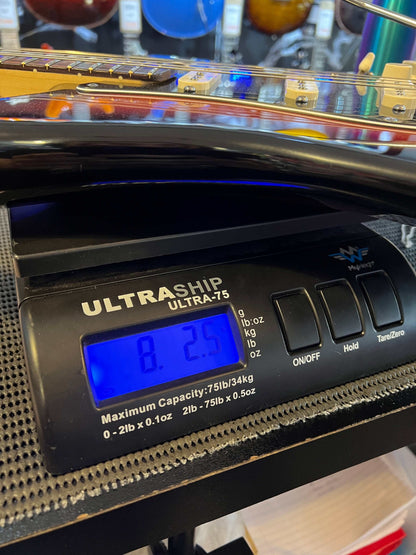 ULTRASHIP
ULTRA-75
MyWeigh
g
lb:oz
kg
lb
oz
8. 2.5
ON/OFF
Hold
Tare/Zero
Maximum Capacity:75lb/34kg
0 - 2lb x 0.1oz 2lb - 75lb x 0.5oz